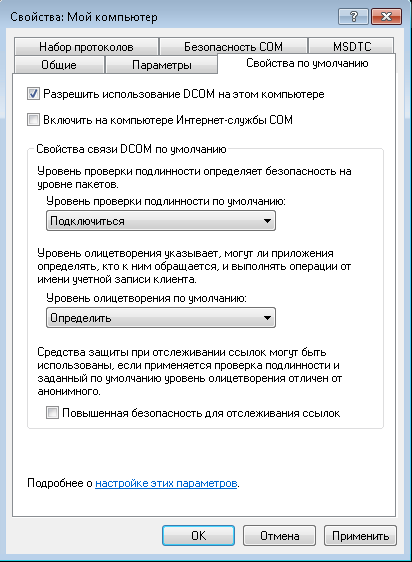 Свойства: Мой компьютер
Набор протоколов
Безопасность COM
MSDTC
Общие
Параметры
Свойства по умолчанию
Разрешить использование DCOM на этом компьютере
Включить на компьютере Интернет-службы COM
Свойства связи DCOM по умолчанию
Уровень проверки подлинности определяет безопасность на
уровне пакетов.
Уровень проверки подлинности по умолчанию:
Подключиться
Уровень олицетворения указывает, могут ли приложения
определять, кто к ним обращается, и выполнять операции от
имени учетной записи клиента.
Уровень олицетворения по умолчанию:
Определить
Средства защиты при отслеживании ссылок могут быть
использованы, если применяется проверка подлинности и
заданный по умолчанию уровень олицетворения отличен от
анонимного.
Повышенная безопасность для отслеживания ссылок
Подробнее о настройке этих параметров.
OK
Отмена
Применить